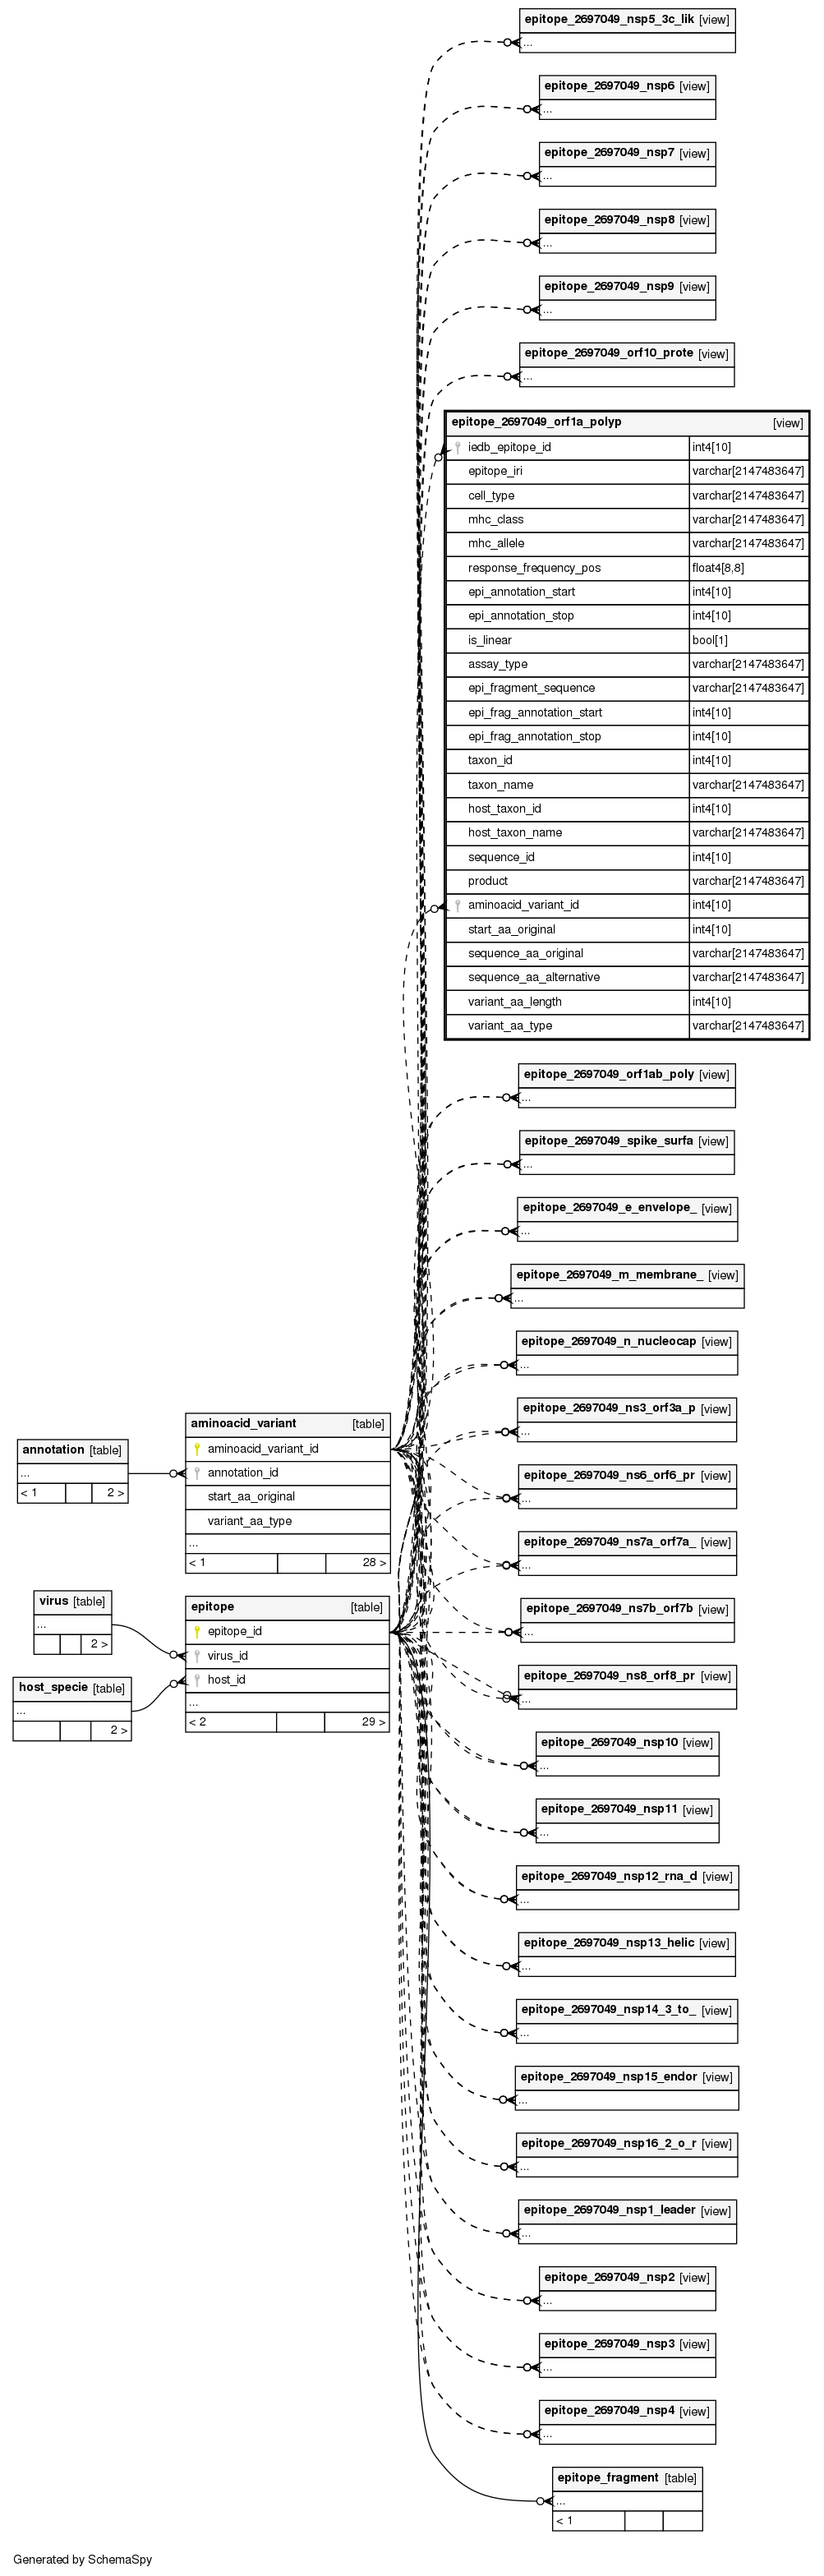 epitope_2697049_nsp5_3c_lik [view]
...
epitope_2697049_nsp6 [view]
...
epitope_2697049_nsp7 [view]
...
epitope_2697049_nsp8 [view]
...
epitope_2697049_nsp9 [view]
...
epitope_2697049_orf10_prote [view]
...
epitope_2697049_orf1a_polyp [view]
iedb_epitope_id int4[10]
epitope_iri varchar[2147483647]
cell_type varchar[2147483647]
mhc_class varchar[2147483647]
mhc_allele varchar[2147483647]
response_frequency_pos float4[8,8]
epi_annotation_start int4[10]
epi_annotation_stop int4[10]
is_linear bool[1]
assay_type varchar[2147483647]
epi_fragment_sequence varchar[2147483647]
epi_frag_annotation_start int4[10]
epi_frag_annotation_stop int4[10]
taxon_id int4[10]
taxon_name varchar[2147483647]
host_taxon_id int4[10]
host_taxon_name varchar[2147483647]
sequence_id int4[10]
product varchar[2147483647]
aminoacid_variant_id int4[10]
start_aa_original int4[10]
sequence_aa_original varchar[2147483647]
sequence_aa_alternative varchar[2147483647]
variant_aa_length int4[10]
variant_aa_type varchar[2147483647]
epitope_2697049_orf1ab_poly [view]
...
epitope_2697049_spike_surfa [view]
...
epitope_2697049_e_envelope_ [view]
...
epitope_2697049_m_membrane_ [view]
...
epitope_2697049_n_nucleocap [view]
...
epitope_2697049_ns3_orf3a_p [view]
...
epitope_2697049_ns6_orf6_pr [view]
...
epitope_2697049_ns7a_orf7a_ [view]
...
epitope_2697049_ns7b_orf7b [view]
...
epitope_2697049_ns8_orf8_pr [view]
...
epitope_2697049_nsp10 [view]
...
epitope_2697049_nsp11 [view]
...
epitope_2697049_nsp12_rna_d [view]
...
epitope_2697049_nsp13_helic [view]
...
epitope_2697049_nsp14_3_to_ [view]
...
epitope_2697049_nsp15_endor [view]
...
epitope_2697049_nsp16_2_o_r [view]
...
epitope_2697049_nsp1_leader [view]
...
epitope_2697049_nsp2 [view]
...
epitope_2697049_nsp3 [view]
...
epitope_2697049_nsp4 [view]
...
epitope_fragment [table]
...
< 1
annotation [table]
...
< 1 2 >
aminoacid_variant [table]
aminoacid_variant_id
annotation_id
start_aa_original
variant_aa_type
...
< 1 28 >
virus [table]
...
2 >
host_specie [table]
...
2 >
epitope [table]
epitope_id
virus_id
host_id
...
< 2 29 >
Generated by SchemaSpy